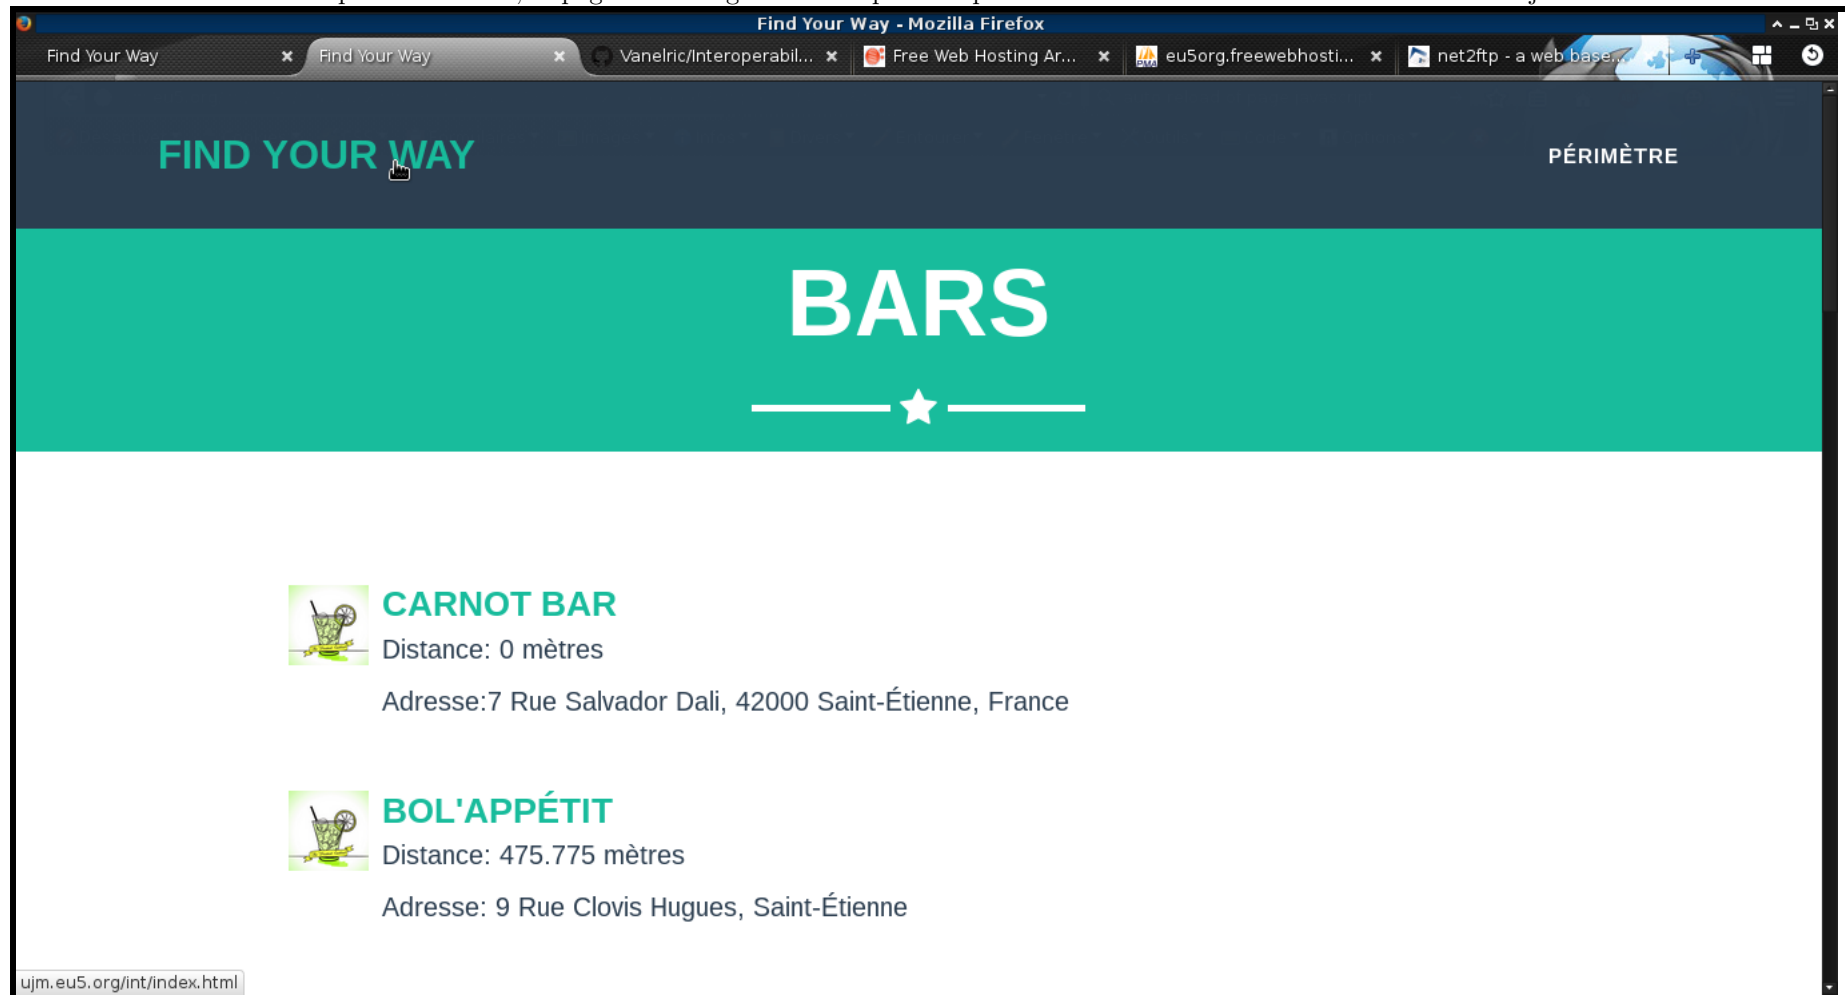 Find Your Way - Mozilla Firefox
Find Your Way
Find Your Way
Vanelric/Interoperabil...
Free Web Hosting Ar...
eu5org.freewebhosti...
net2ftp - a web base...
FIND YOUR WAY
PÉRIMÈTRE
BARS
CARNOT BAR
Distance: 0 mètres
Adresse:7 Rue Salvador Dali, 42000 Saint-Étienne, France
BOL'APPÉTIT
Distance: 475.775 mètres
Adresse: 9 Rue Clovis Hugues, Saint-Étienne
ujm.eu5.org/int/index.html